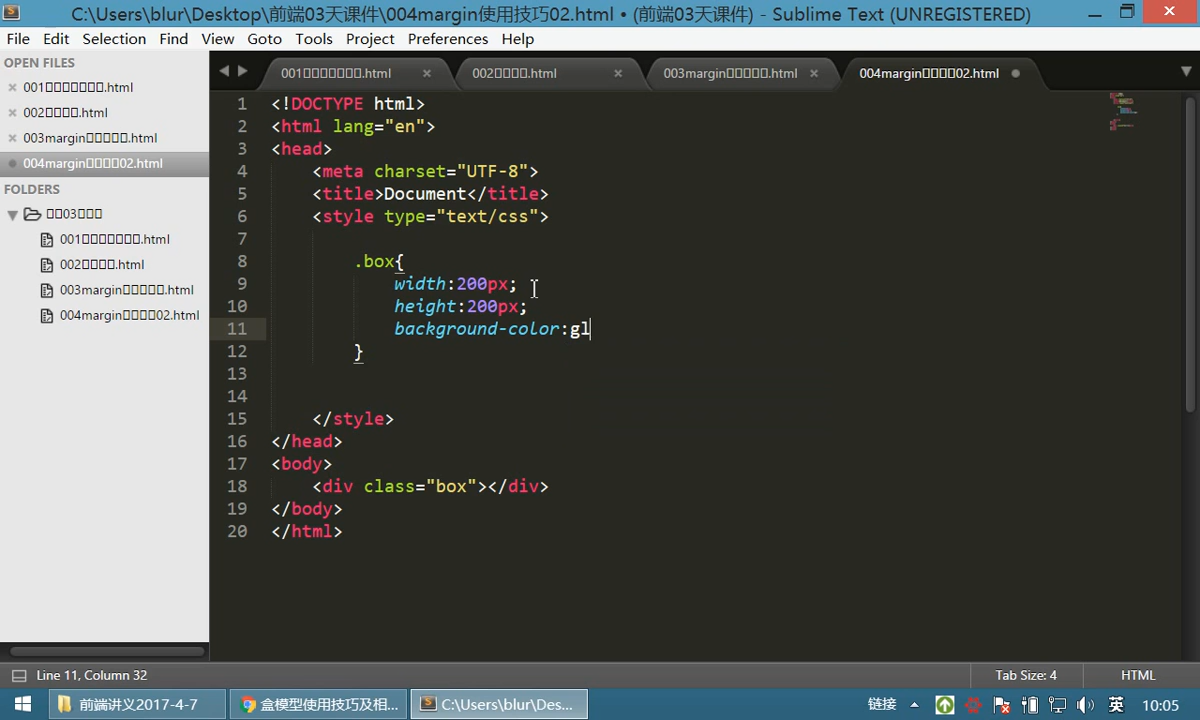 C:\Users\blur\Desktop\前端03天课件\004margin使用技巧02.html • (前端03天课件) - Sublime Text (UNREGISTERED)
File Edit Selection Find View Goto Tools Project Preferences Help
OPEN FILES
001▯▯▯▯▯▯▯.html
002▯▯▯▯.html
003margin▯▯▯▯▯.html
004margin▯▯▯▯02.html
FOLDERS
▯▯03▯▯▯
001▯▯▯▯▯▯▯.html
002▯▯▯▯.html
003margin▯▯▯▯▯.html
004margin▯▯▯▯02.html
001▯▯▯▯▯▯▯.html 002▯▯▯▯.html 003margin▯▯▯▯▯.html 004margin▯▯▯▯02.html
1 <!DOCTYPE html>
2 <html lang="en">
3 <head>
4 <meta charset="UTF-8">
5 <title>Document</title>
6 <style type="text/css">
7
8 .box{
9 width:200px;
10 height:200px;
11 background-color:gl
12 }
13
14
15 </style>
16 </head>
17 <body>
18 <div class="box"></div>
19 </body>
20 </html>
Line 11, Column 32 Tab Size: 4 HTML
前端讲义2017-4-7 盒模型使用技巧及相... C:\Users\blur\Des... 链接 英 10:05